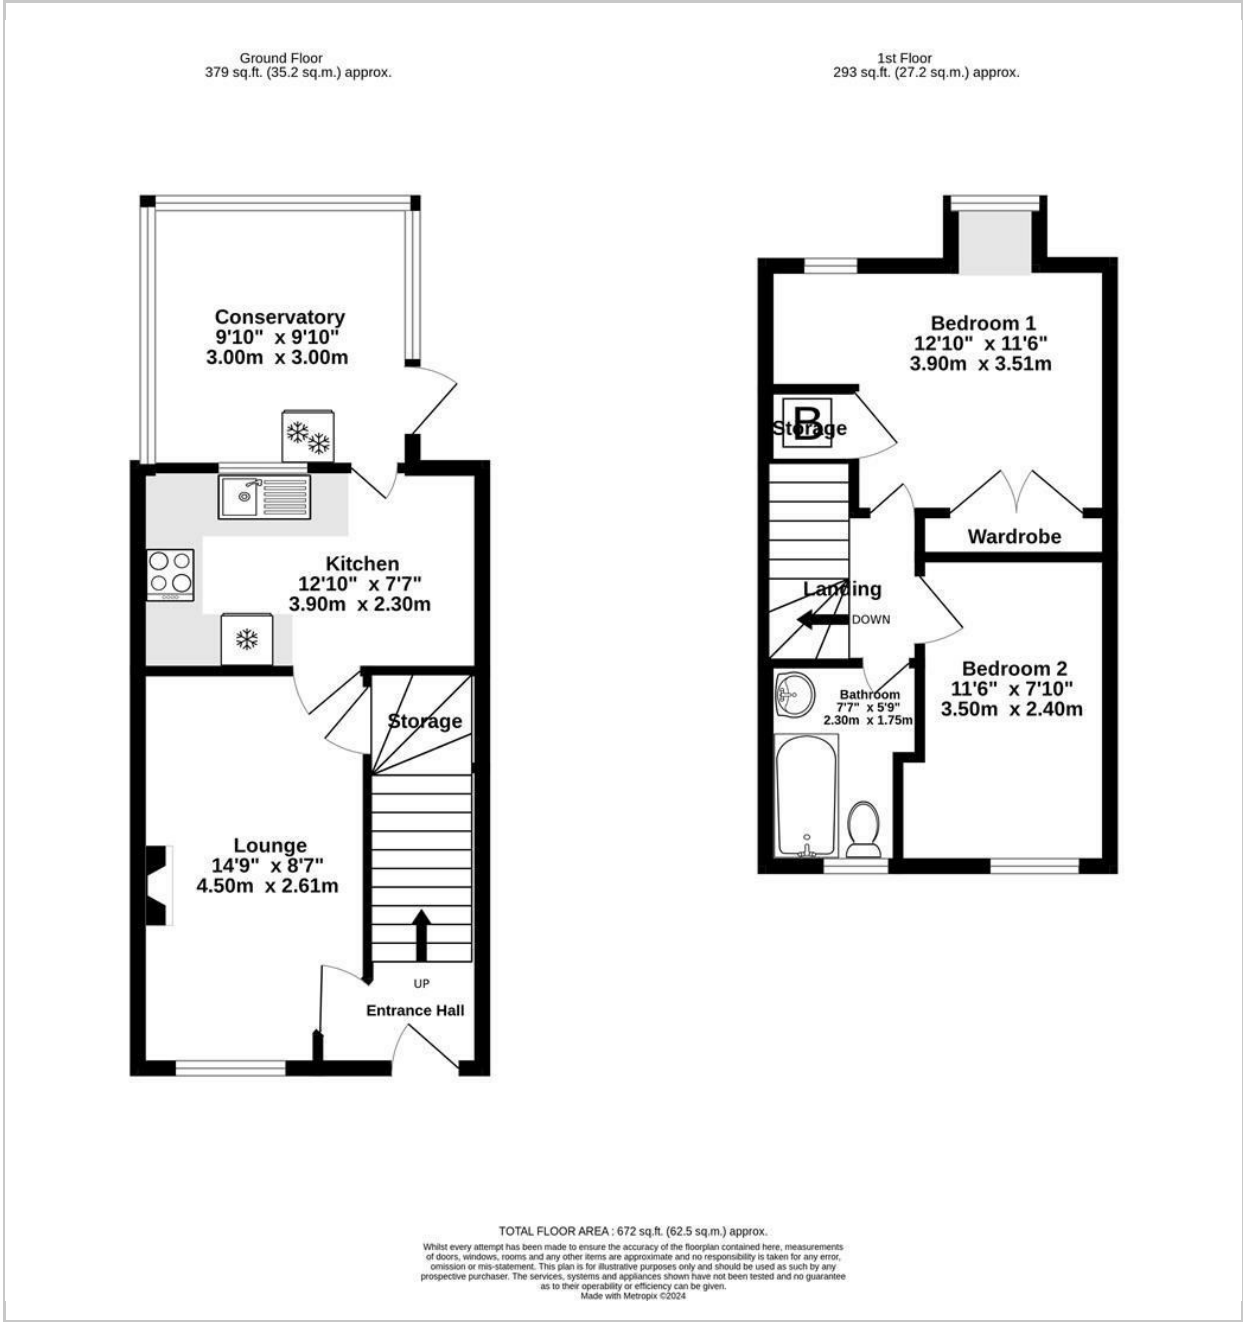 Ground Floor
379 sq.ft. (35.2 sq.m.) approx.
1st Floor
293 sq.ft. (27.2 sq.m.) approx.
Conservatory
9'10" x 9'10"
3.00m x 3.00m
Kitchen
12'10" x 7'7"
3.90m x 2.30m
Storage
Lounge
14'9" x 8'7"
4.50m x 2.61m
UP
Entrance Hall
Bedroom 1
12'10" x 11'6"
3.90m x 3.51m
B
Storage
Wardrobe
Landing
DOWN
Bedroom 2
11'6" x 7'10"
3.50m x 2.40m
Bathroom
7'7" x 5'9"
2.30m x 1.75m
TOTAL FLOOR AREA : 672 sq.ft. (62.5 sq.m.) approx.
Whilst every attempt has been made to ensure the accuracy of the floorplan contained here, measurements
of doors, windows, rooms and any other items are approximate and no responsibility is taken for any error,
omission or mis-statement. This plan is for illustrative purposes only and should be used as such by any
prospective purchaser. The services, systems and appliances shown have not been tested and no guarantee
as to their operability or efficiency can be given.
Made with Metropix ©2024